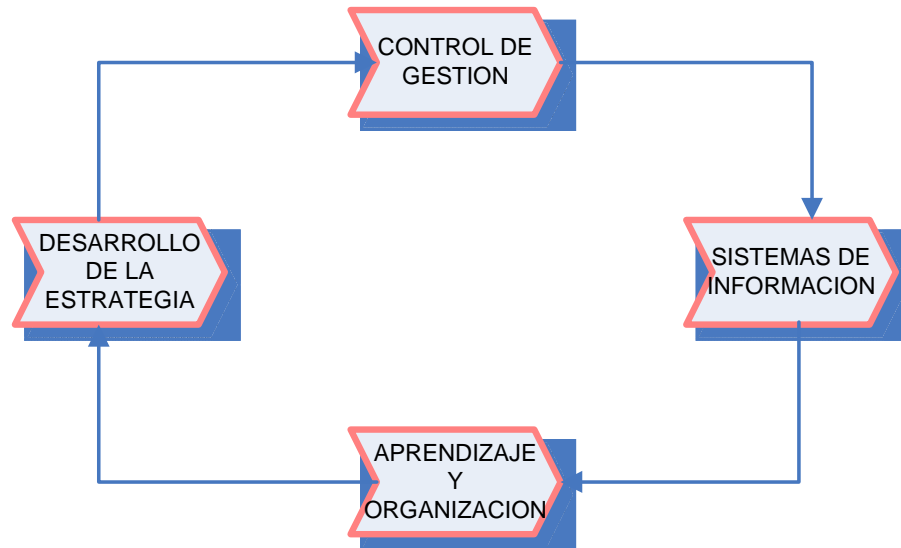 CONTROL DE
GESTION
DESARROLLO
DE LA
ESTRATEGIA
SISTEMAS DE
INFORMACION
APRENDIZAJE
Y
ORGANIZACION